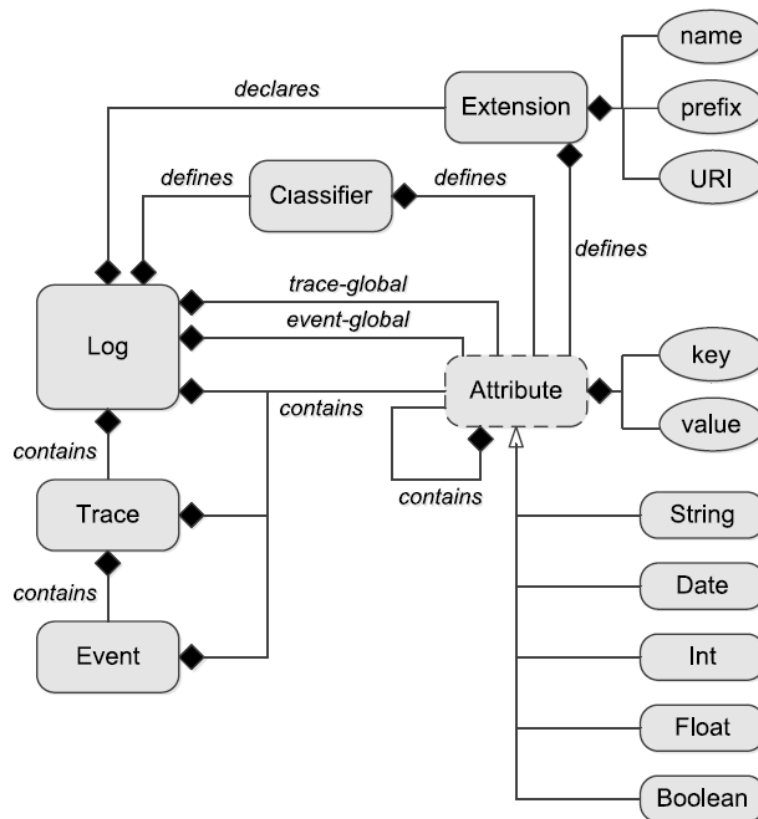 name
declares
Extension
prefix
defines
Classifier
defines
URI
defines
trace-global
event-global
Log
key
contains
Attribute
value
contains
contains
Trace
String
contains
Date
Event
Int
Float
Boolean